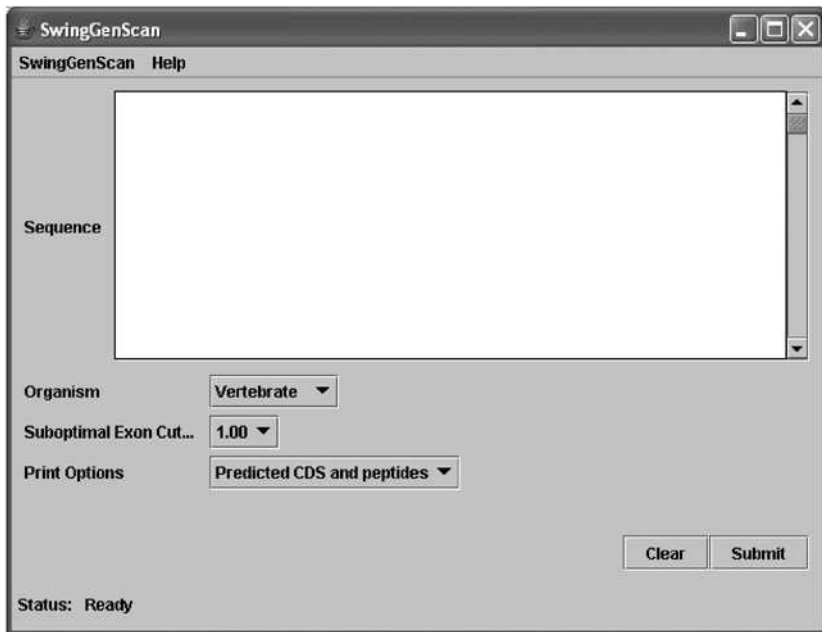 SwingGenScan
SwingGenScan Help
Sequence
Organism Vertebrate
Suboptimal Exon Cut... 1.00
Print Options Predicted CDS and peptides
Clear Submit
Status: Ready